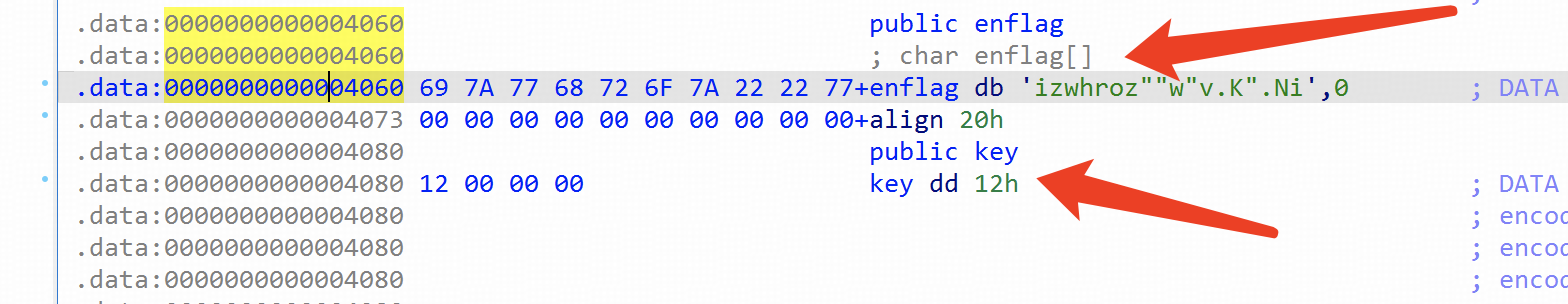 .data:0000000000004060 public enflag
.data:0000000000004060 ; char enflag[]
.data:0000000000004060 69 7A 77 68 72 6F 7A 22 22 77+enflag db 'izwhroz""w"v.K".Ni',0 ; DATA
.data:0000000000004073 00 00 00 00 00 00 00 00 00 00+align 20h
.data:0000000000004080 public key
.data:0000000000004080 12 00 00 00 key dd 12h ; DATA
.data:0000000000004080 ; encod
.data:0000000000004080 ; encod
.data:0000000000004080 ; encod